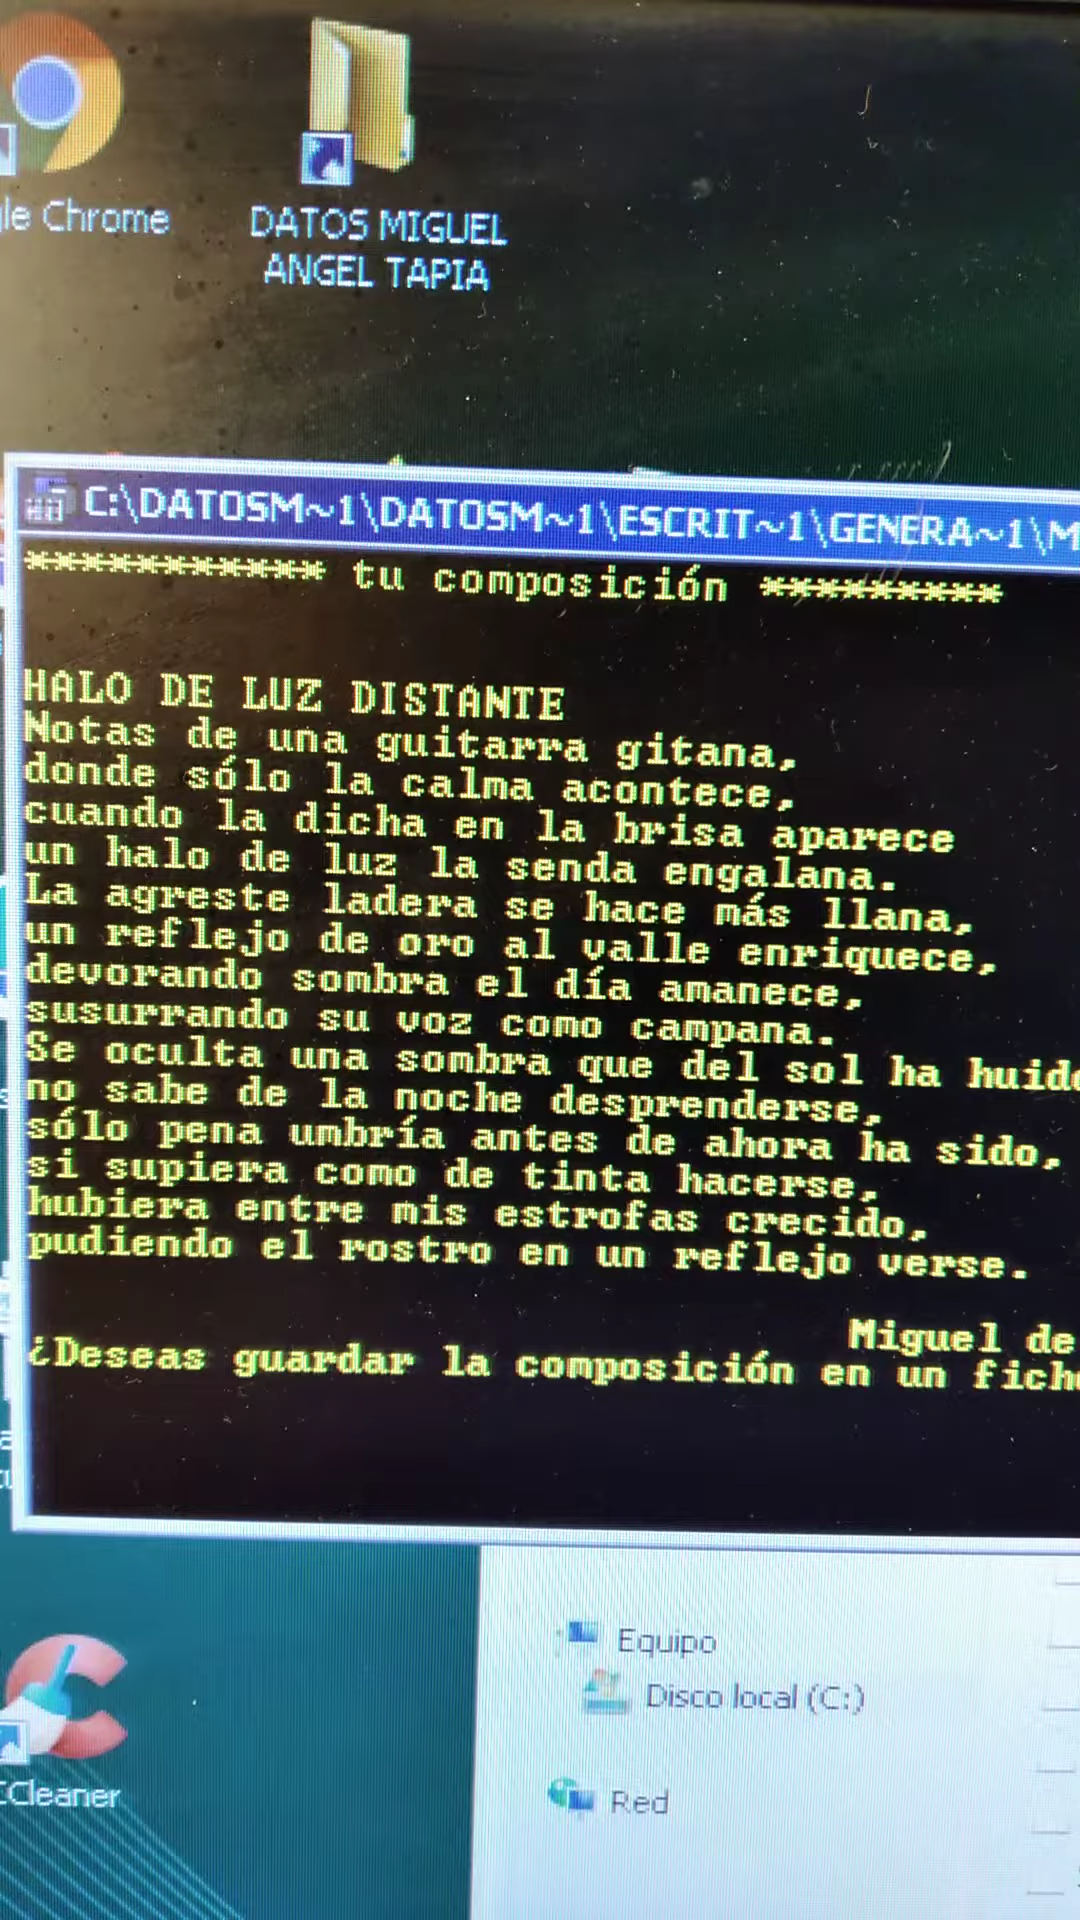 le Chrome
DATOS MIGUEL
ANGEL TAPIA
C:\DATOSM~1\DATOSM~1\ESCRIT~1\GENERA~1\M
*********** tu composición *********
HALO DE LUZ DISTANTE
Notas de una guitarra gitana,
donde sólo la calma acontece,
cuando la dicha en la brisa aparece
un halo de luz la senda engalana.
La agreste ladera se hace más llana,
un reflejo de oro al valle enriquece,
devorando sombra el día amanece,
susurrando su voz como campana.
Se oculta una sombra que del sol ha huido
no sabe de la noche desprenderse,
sólo pena umbría antes de ahora ha sido,
si supiera como de tinta hacerse,
hubiera entre mis estrofas crecido,
pudiendo el rostro en un reflejo verse.
Miguel de
¿Deseas guardar la composición en un fich
Equipo
Disco local (C:)
Red
CCleaner